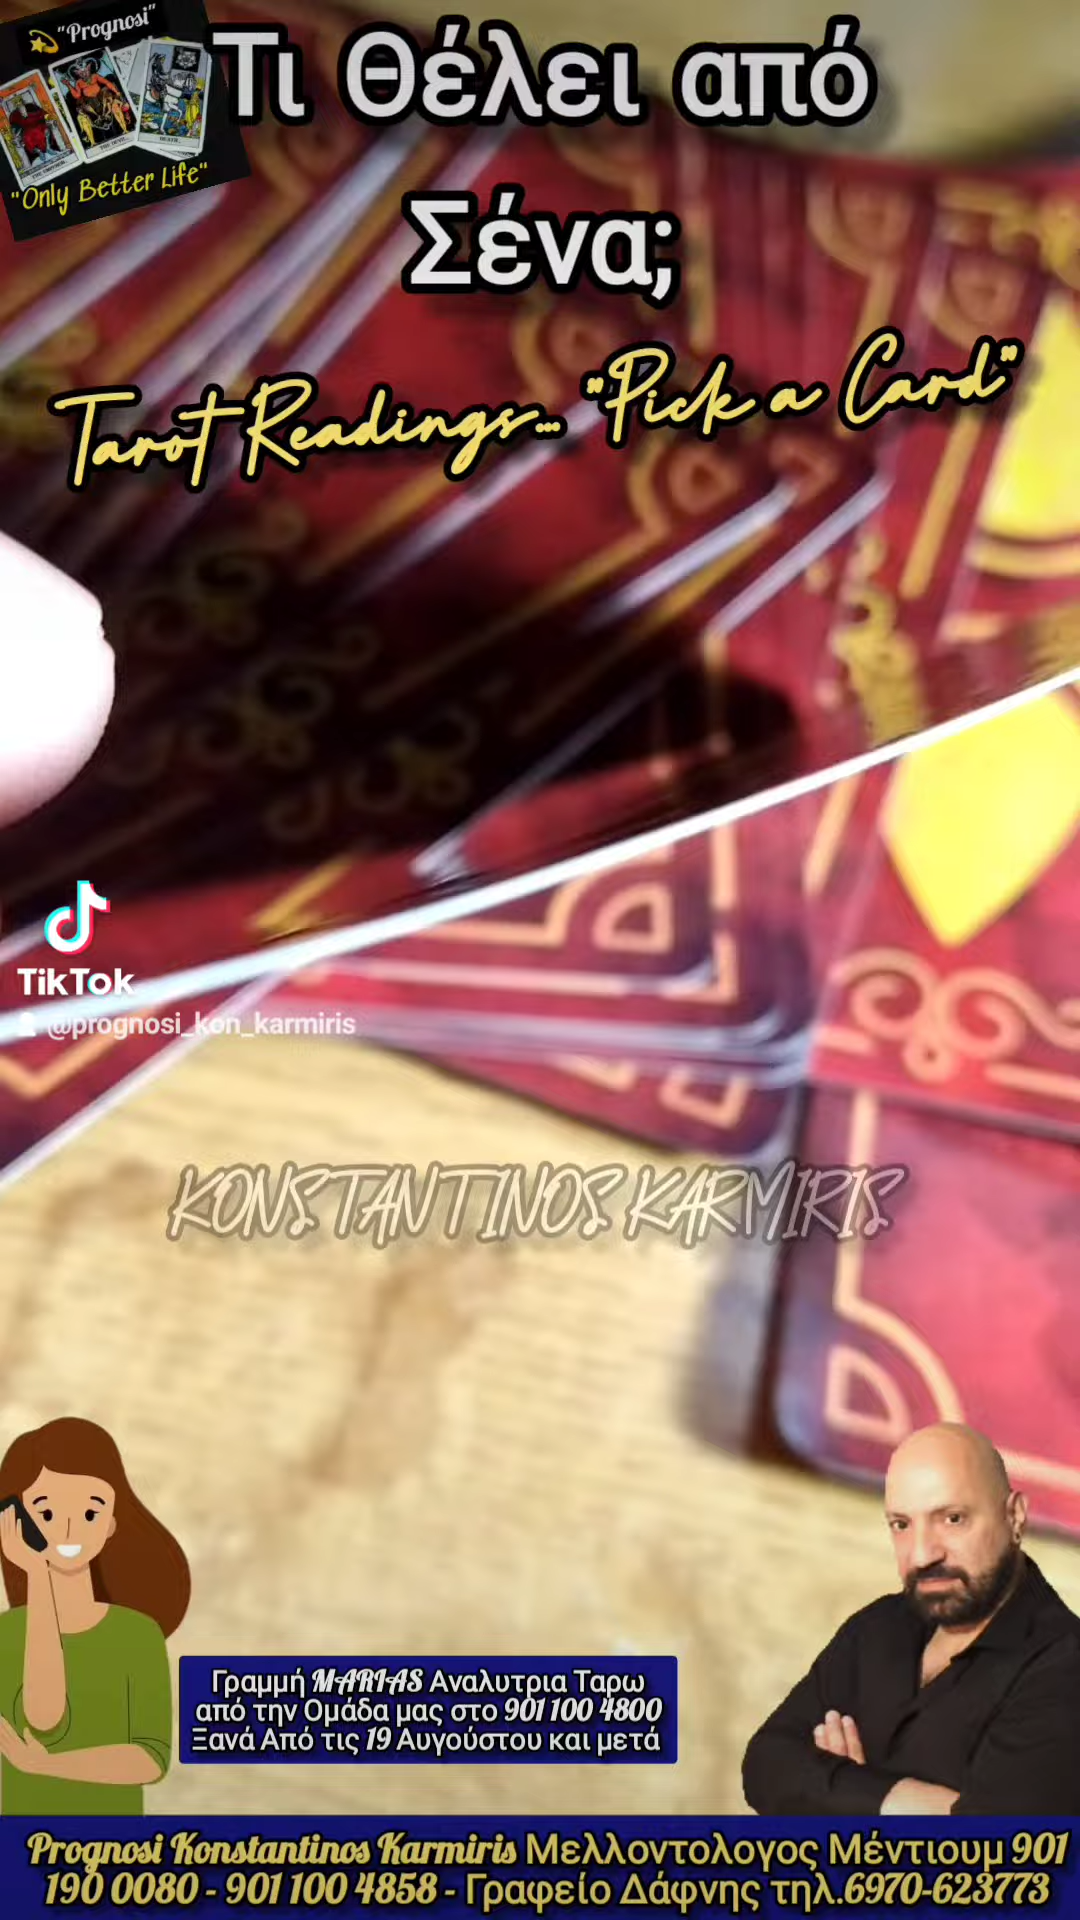 "Prognosi"
"Only Better Life"
Τι Θέλει από
Σένα;
Tarot Readings... "Pick a Card"
TikTok
@prognosi_kon_karmiris
KONSTANTINOS KARMIRIS
Γραμμή MARIAS Αναλυτρια Ταρω
από την Ομάδα μας στο 901 100 4800
Ξανά Από τις 19 Αυγούστου και μετά
Prognosi Konstantinos Karmiris Μελλοντολογος Μέντιουμ 901
190 0080 - 901 100 4858 - Γραφείο Δάφνης τηλ.6970-623773